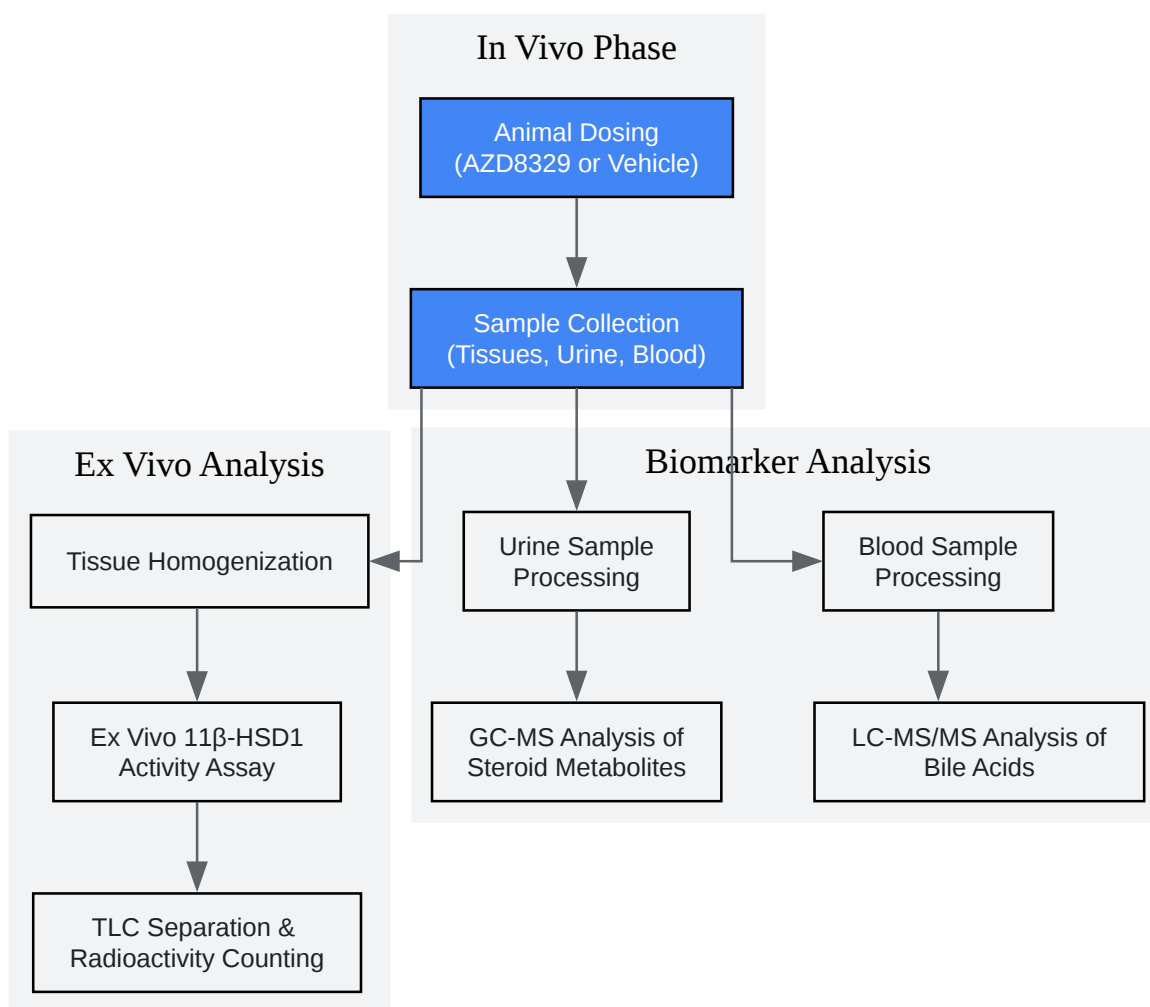 In Vivo Phase
Animal Dosing
(AZD8329 or Vehicle)
Sample Collection
(Tissues, Urine, Blood)
Ex Vivo Analysis
Tissue Homogenization
Ex Vivo 11β-HSD1
Activity Assay
TLC Separation &
Radioactivity Counting
Biomarker Analysis
Urine Sample
Processing
GC-MS Analysis of
Steroid Metabolites
Blood Sample
Processing
LC-MS/MS Analysis of
Bile Acids